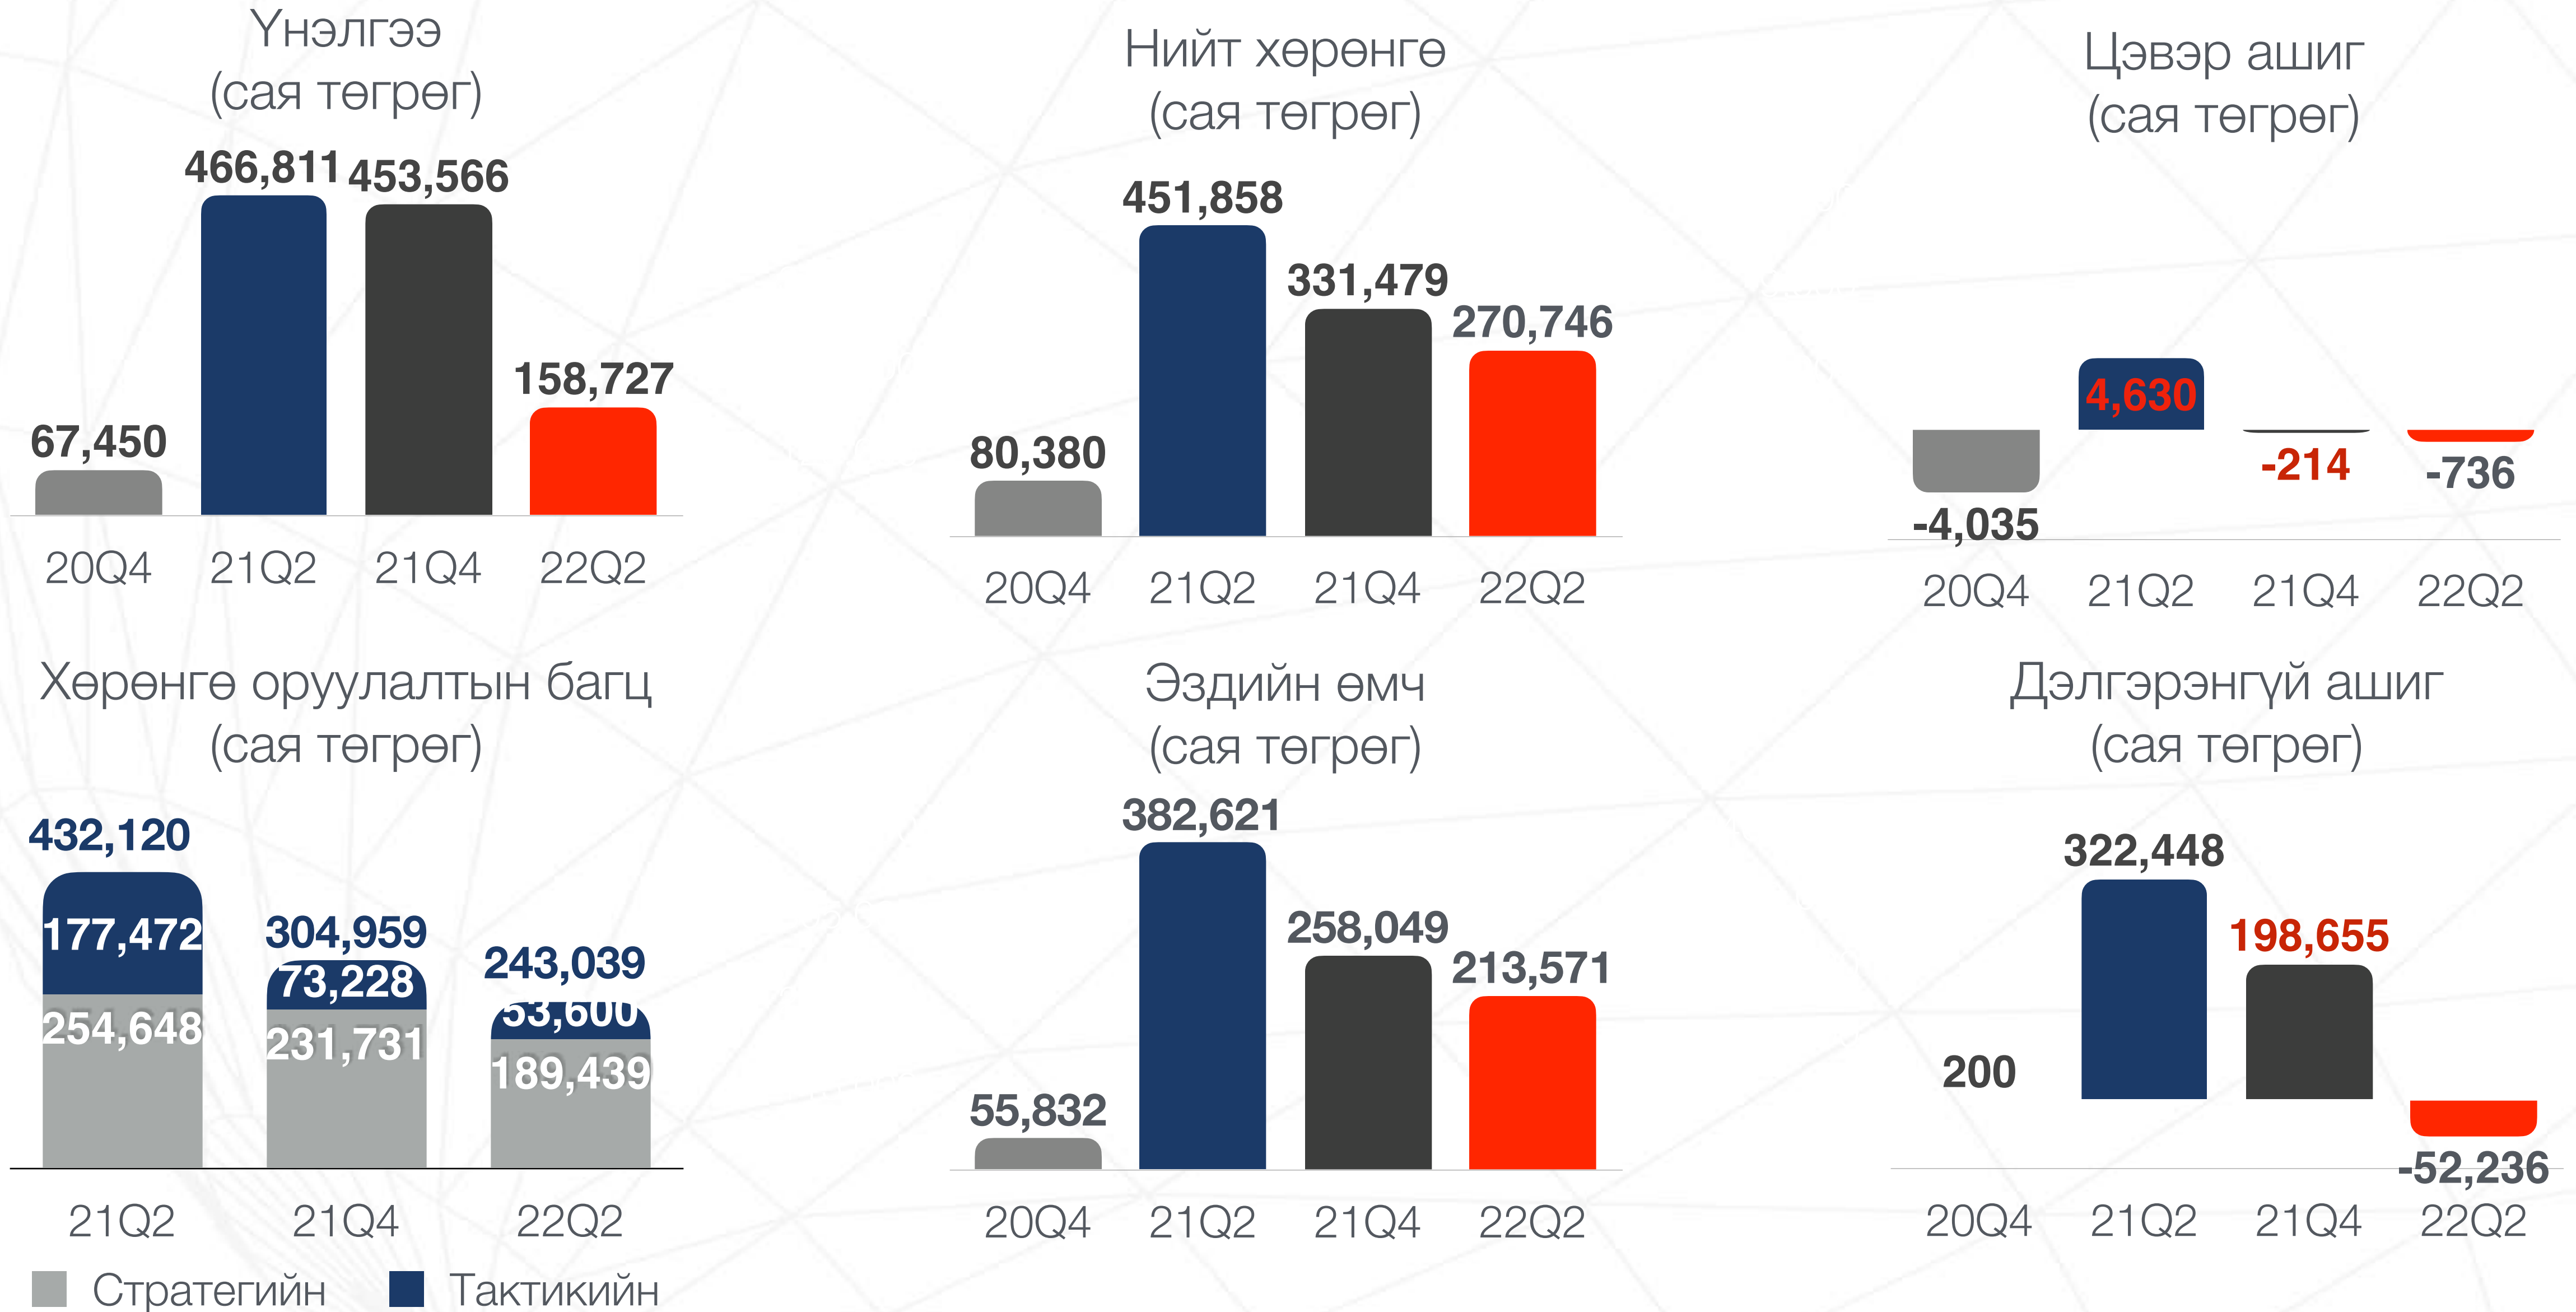 Үнэлгээ
(сая төгрөг)
466,811 453,566
158,727
67,450
20Q4 21Q2 21Q4 22Q2
Нийт хөрөнгө
(сая төгрөг)
451,858
331,479
270,746
80,380
20Q4 21Q2 21Q4 22Q2
Цэвэр ашиг
(сая төгрөг)
4,630
-214
-736
-4,035
20Q4 21Q2 21Q4 22Q2
Хөрөнгө оруулалтын багц
(сая төгрөг)
432,120
177,472 304,959 243,039
73,228
53,600
254,648 231,731 189,439
21Q2 21Q4 22Q2
Стратегийн Тактикийн
Эздийн өмч
(сая төгрөг)
382,621
258,049
213,571
55,832
20Q4 21Q2 21Q4 22Q2
Дэлгэрэнгүй ашиг
(сая төгрөг)
322,448
198,655
200
-52,236
20Q4 21Q2 21Q4 22Q2